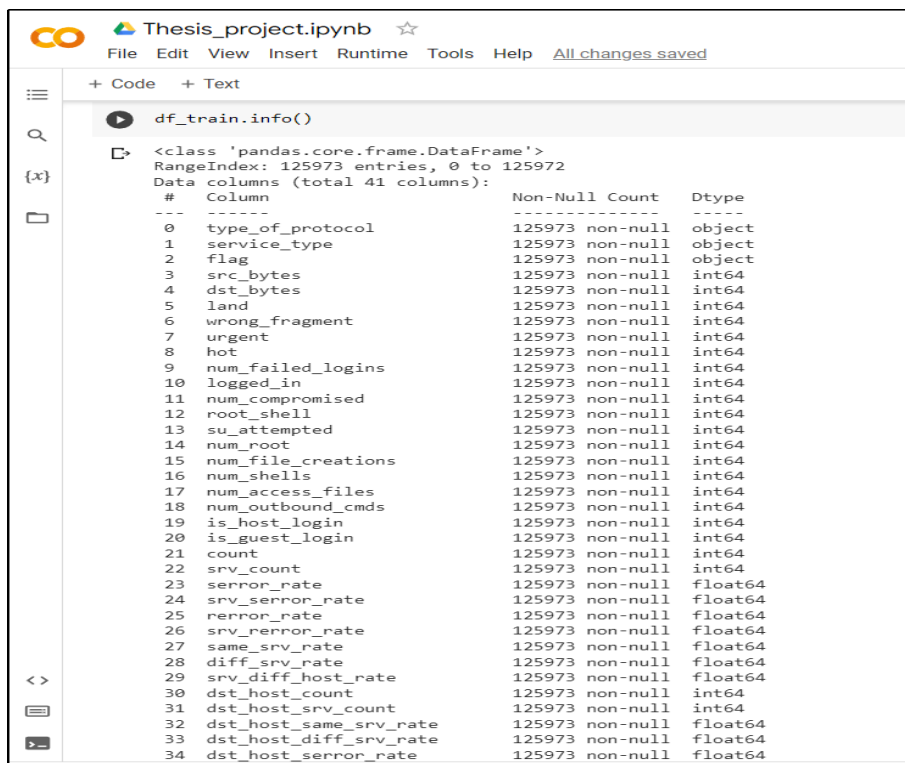 Thesis_project.ipynb
File Edit View Insert Runtime Tools Help All changes saved
+ Code + Text
df_train.info()
<class 'pandas.core.frame.DataFrame'>
RangeIndex: 125973 entries, 0 to 125972
{x}
Data columns (total 41 columns):
# Column Non-Null Count Dtype
--- ------ -------------- -----
0 type_of_protocol 125973 non-null object
1 service_type 125973 non-null object
2 flag 125973 non-null object
3 src_bytes 125973 non-null int64
4 dst_bytes 125973 non-null int64
5 land 125973 non-null int64
6 wrong_fragment 125973 non-null int64
7 urgent 125973 non-null int64
8 hot 125973 non-null int64
9 num_failed_logins 125973 non-null int64
10 logged_in 125973 non-null int64
11 num_compromised 125973 non-null int64
12 root_shell 125973 non-null int64
13 su_attempted 125973 non-null int64
14 num_root 125973 non-null int64
15 num_file_creations 125973 non-null int64
16 num_shells 125973 non-null int64
17 num_access_files 125973 non-null int64
18 num_outbound_cmds 125973 non-null int64
19 is_host_login 125973 non-null int64
20 is_guest_login 125973 non-null int64
21 count 125973 non-null int64
22 srv_count 125973 non-null int64
23 serror_rate 125973 non-null float64
24 srv_serror_rate 125973 non-null float64
25 rerror_rate 125973 non-null float64
26 srv_rerror_rate 125973 non-null float64
27 same_srv_rate 125973 non-null float64
28 diff_srv_rate 125973 non-null float64
29 srv_diff_host_rate 125973 non-null float64
30 dst_host_count 125973 non-null int64
31 dst_host_srv_count 125973 non-null int64
32 dst_host_same_srv_rate 125973 non-null float64
33 dst_host_diff_srv_rate 125973 non-null float64
34 dst_host_serror_rate 125973 non-null float64